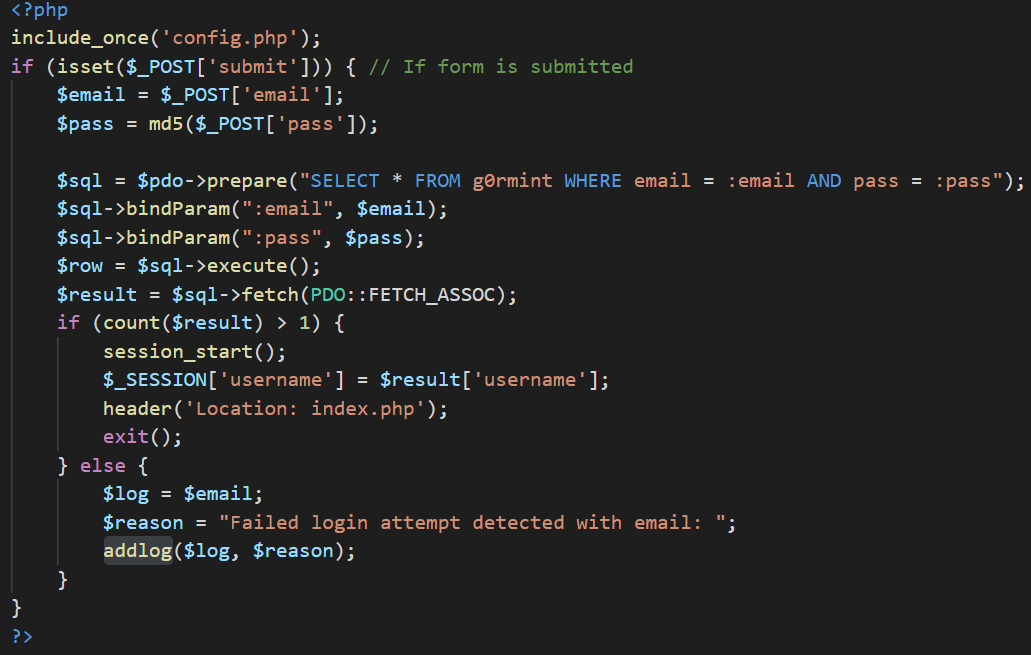 <?php
include_once('config.php');
if (isset($_POST['submit'])) { // If form is submitted
    $email = $_POST['email'];
    $pass = md5($_POST['pass']);

    $sql = $pdo->prepare("SELECT * FROM g0rmint WHERE email = :email AND pass = :pass");
    $sql->bindParam(":email", $email);
    $sql->bindParam(":pass", $pass);
    $row = $sql->execute();
    $result = $sql->fetch(PDO::FETCH_ASSOC);
    if (count($result) > 1) {
        session_start();
        $_SESSION['username'] = $result['username'];
        header('Location: index.php');
        exit();
    } else {
        $log = $email;
        $reason = "Failed login attempt detected with email: ";
        addlog($log, $reason);
    }
}
?>